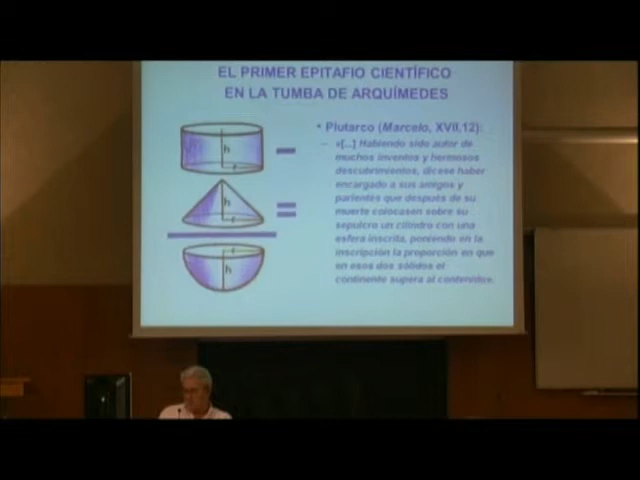 EL PRIMER EPITAFIO CIENTÍFICO
EN LA TUMBA DE ARQUÍMEDES
• Plutarco (Marcelo, XVII,12):
– «[...] Habiendo sido autor de
muchos inventos y hermosos
descubrimientos, dícese haber
encargado a sus amigos y
parientes que después de su
muerte colocasen sobre su
sepulcro un cilindro con una
esfera inscrita, poniendo en la
inscripción la proporción en que
en esos dos sólidos el
continente supera al contenido».
h
r
h
r
r
h